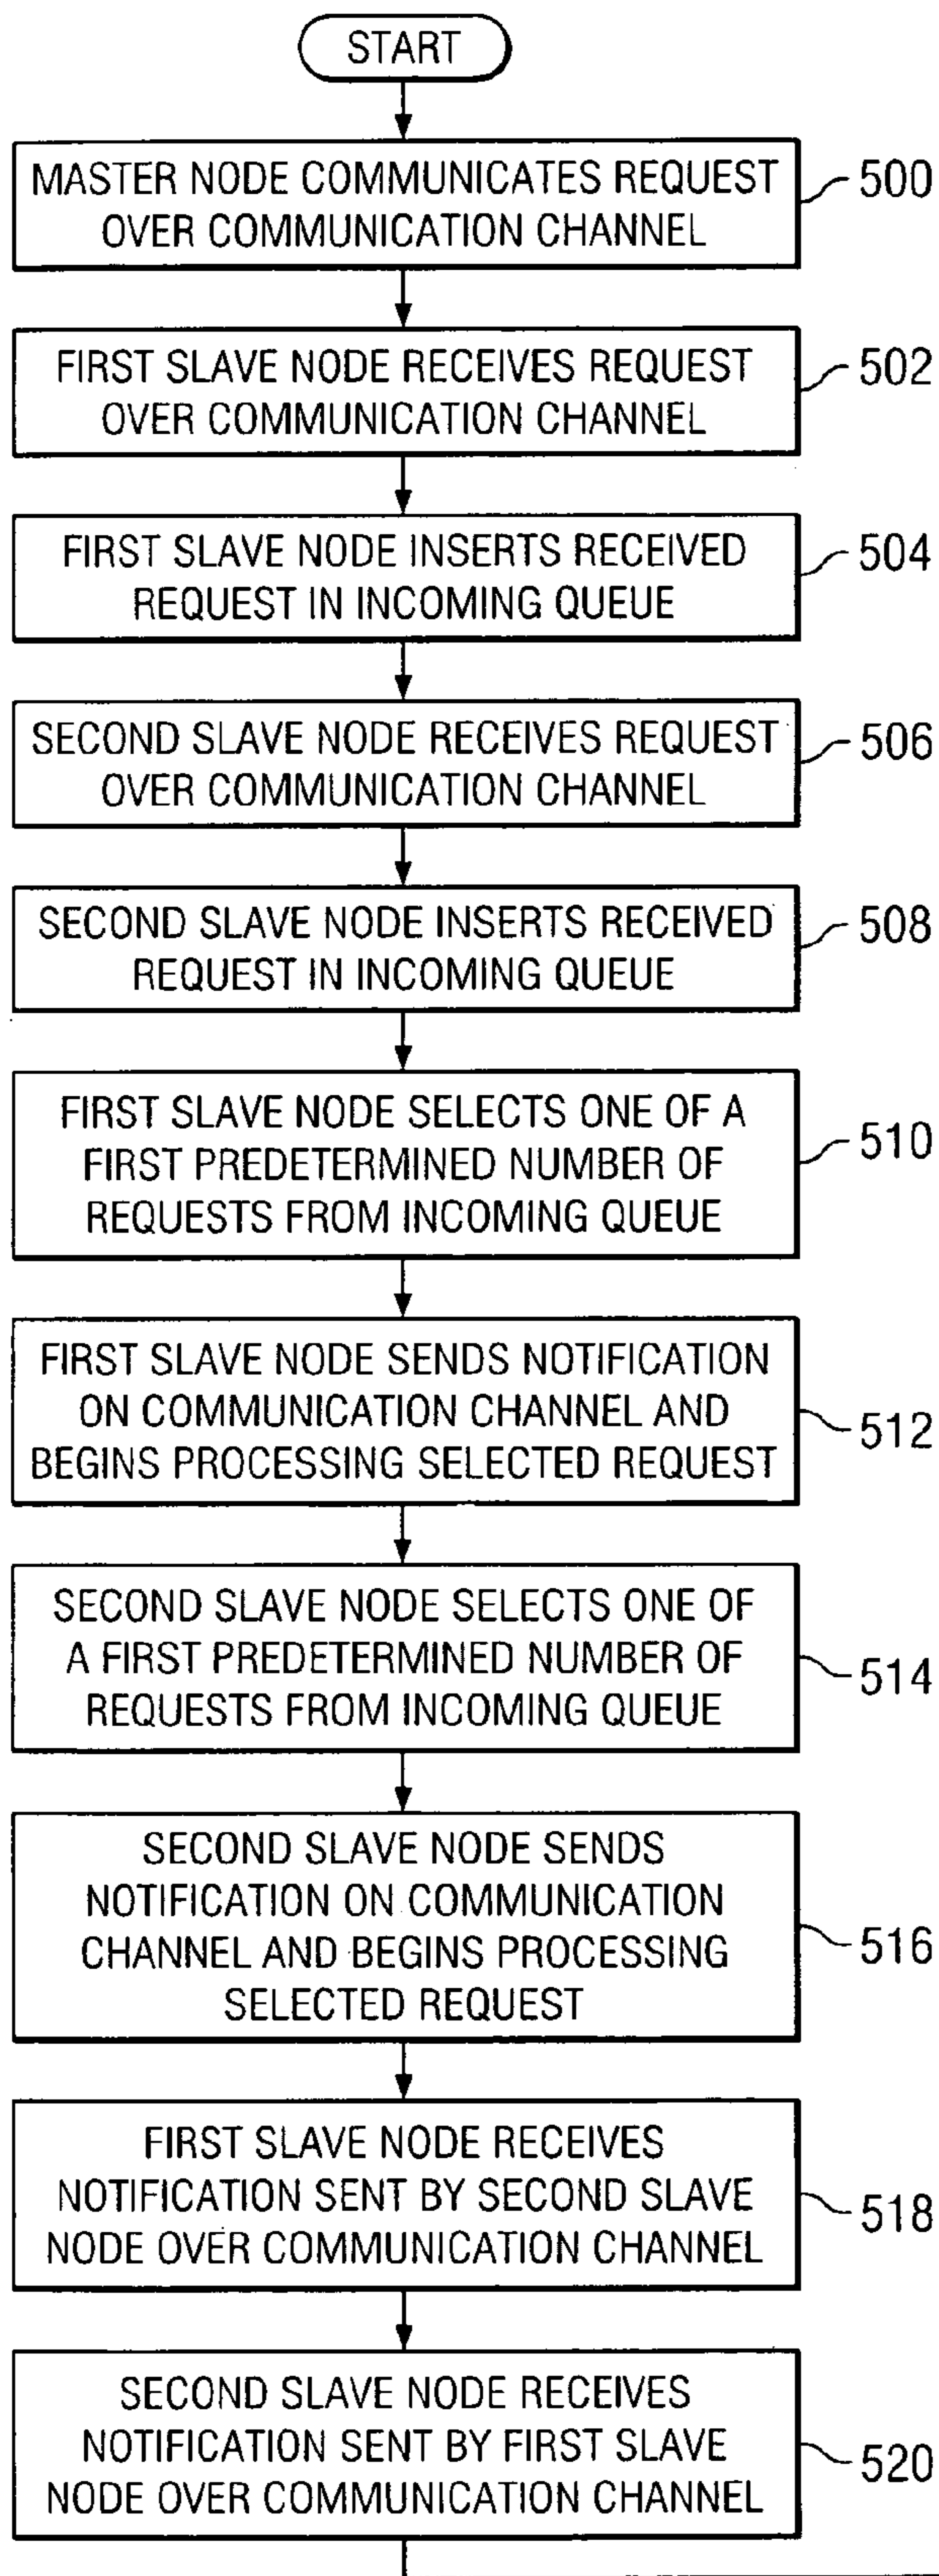 START
MASTER NODE COMMUNICATES REQUEST
OVER COMMUNICATION CHANNEL
500
FIRST SLAVE NODE RECEIVES REQUEST
OVER COMMUNICATION CHANNEL
502
FIRST SLAVE NODE INSERTS RECEIVED
REQUEST IN INCOMING QUEUE
504
SECOND SLAVE NODE RECEIVES REQUEST
OVER COMMUNICATION CHANNEL
506
SECOND SLAVE NODE INSERTS RECEIVED
REQUEST IN INCOMING QUEUE
508
FIRST SLAVE NODE SELECTS ONE OF A
FIRST PREDETERMINED NUMBER OF
REQUESTS FROM INCOMING QUEUE
510
FIRST SLAVE NODE SENDS NOTIFICATION
ON COMMUNICATION CHANNEL AND
BEGINS PROCESSING SELECTED REQUEST
512
SECOND SLAVE NODE SELECTS ONE OF
A FIRST PREDETERMINED NUMBER OF
REQUESTS FROM INCOMING QUEUE
514
SECOND SLAVE NODE SENDS
NOTIFICATION ON COMMUNICATION
CHANNEL AND BEGINS PROCESSING
SELECTED REQUEST
516
FIRST SLAVE NODE RECEIVES
NOTIFICATION SENT BY SECOND SLAVE
NODE OVER COMMUNICATION CHANNEL
518
SECOND SLAVE NODE RECEIVES
NOTIFICATION SENT BY FIRST SLAVE
NODE OVER COMMUNICATION CHANNEL
520